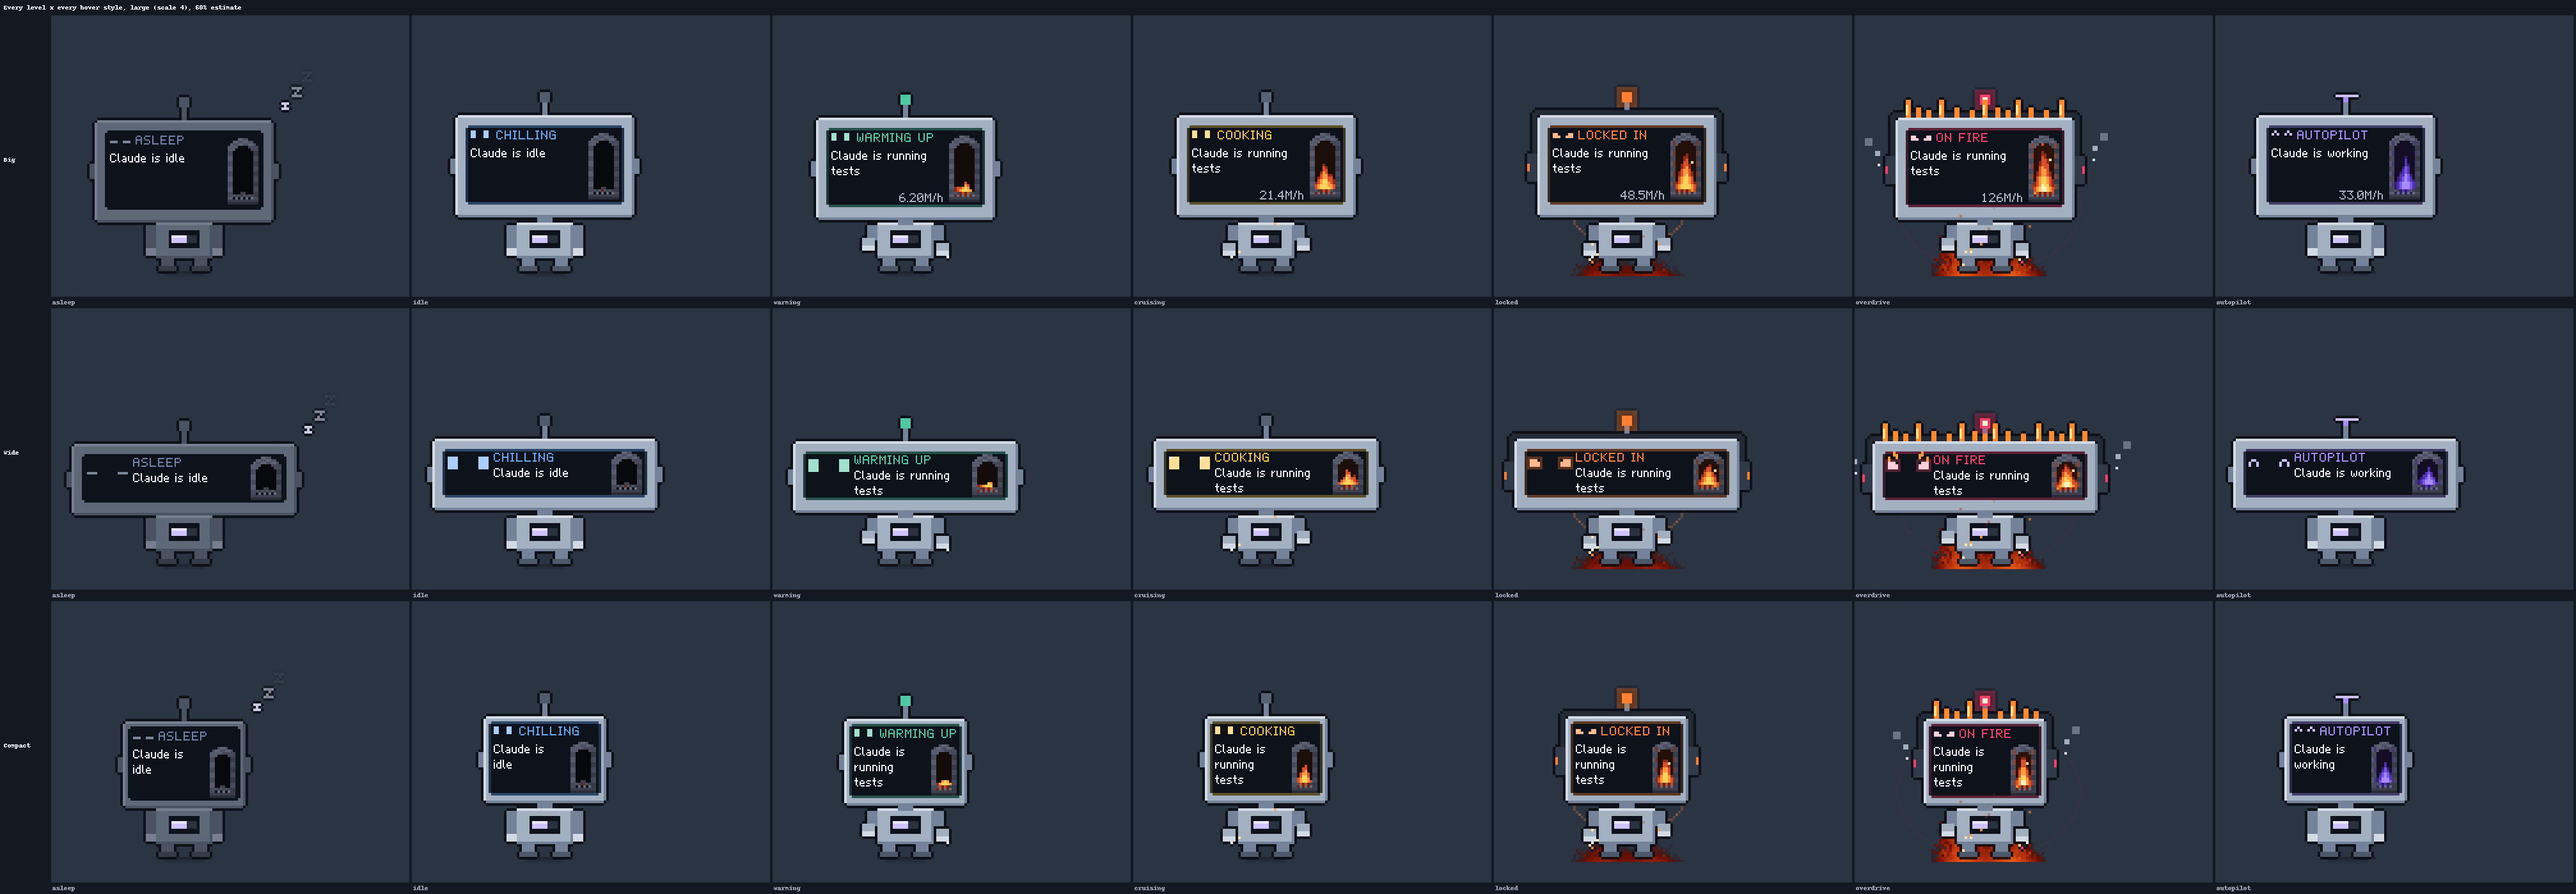 Every level x every hover style, large (scale 4), 60% estimate
Big
ASLEEP
Claude is idle
Z
Z
Z
asleep
CHILLING
Claude is idle
idle
WARMING UP
Claude is running
tests
6.20M/h
warming
COOKING
Claude is running
tests
21.4M/h
cruising
LOCKED IN
Claude is running
tests
48.5M/h
locked
ON FIRE
Claude is running
tests
126M/h
overdrive
AUTOPILOT
Claude is working
33.0M/h
autopilot
Wide
ASLEEP
Claude is idle
Z
Z
Z
asleep
CHILLING
Claude is idle
idle
WARMING UP
Claude is running
tests
warming
COOKING
Claude is running
tests
cruising
LOCKED IN
Claude is running
tests
locked
ON FIRE
Claude is running
tests
overdrive
AUTOPILOT
Claude is working
autopilot
Compact
ASLEEP
Claude is
idle
Z
Z
Z
asleep
CHILLING
Claude is
idle
idle
WARMING UP
Claude is
running
tests
warming
COOKING
Claude is
running
tests
cruising
LOCKED IN
Claude is
running
tests
locked
ON FIRE
Claude is
running
tests
overdrive
AUTOPILOT
Claude is
working
autopilot